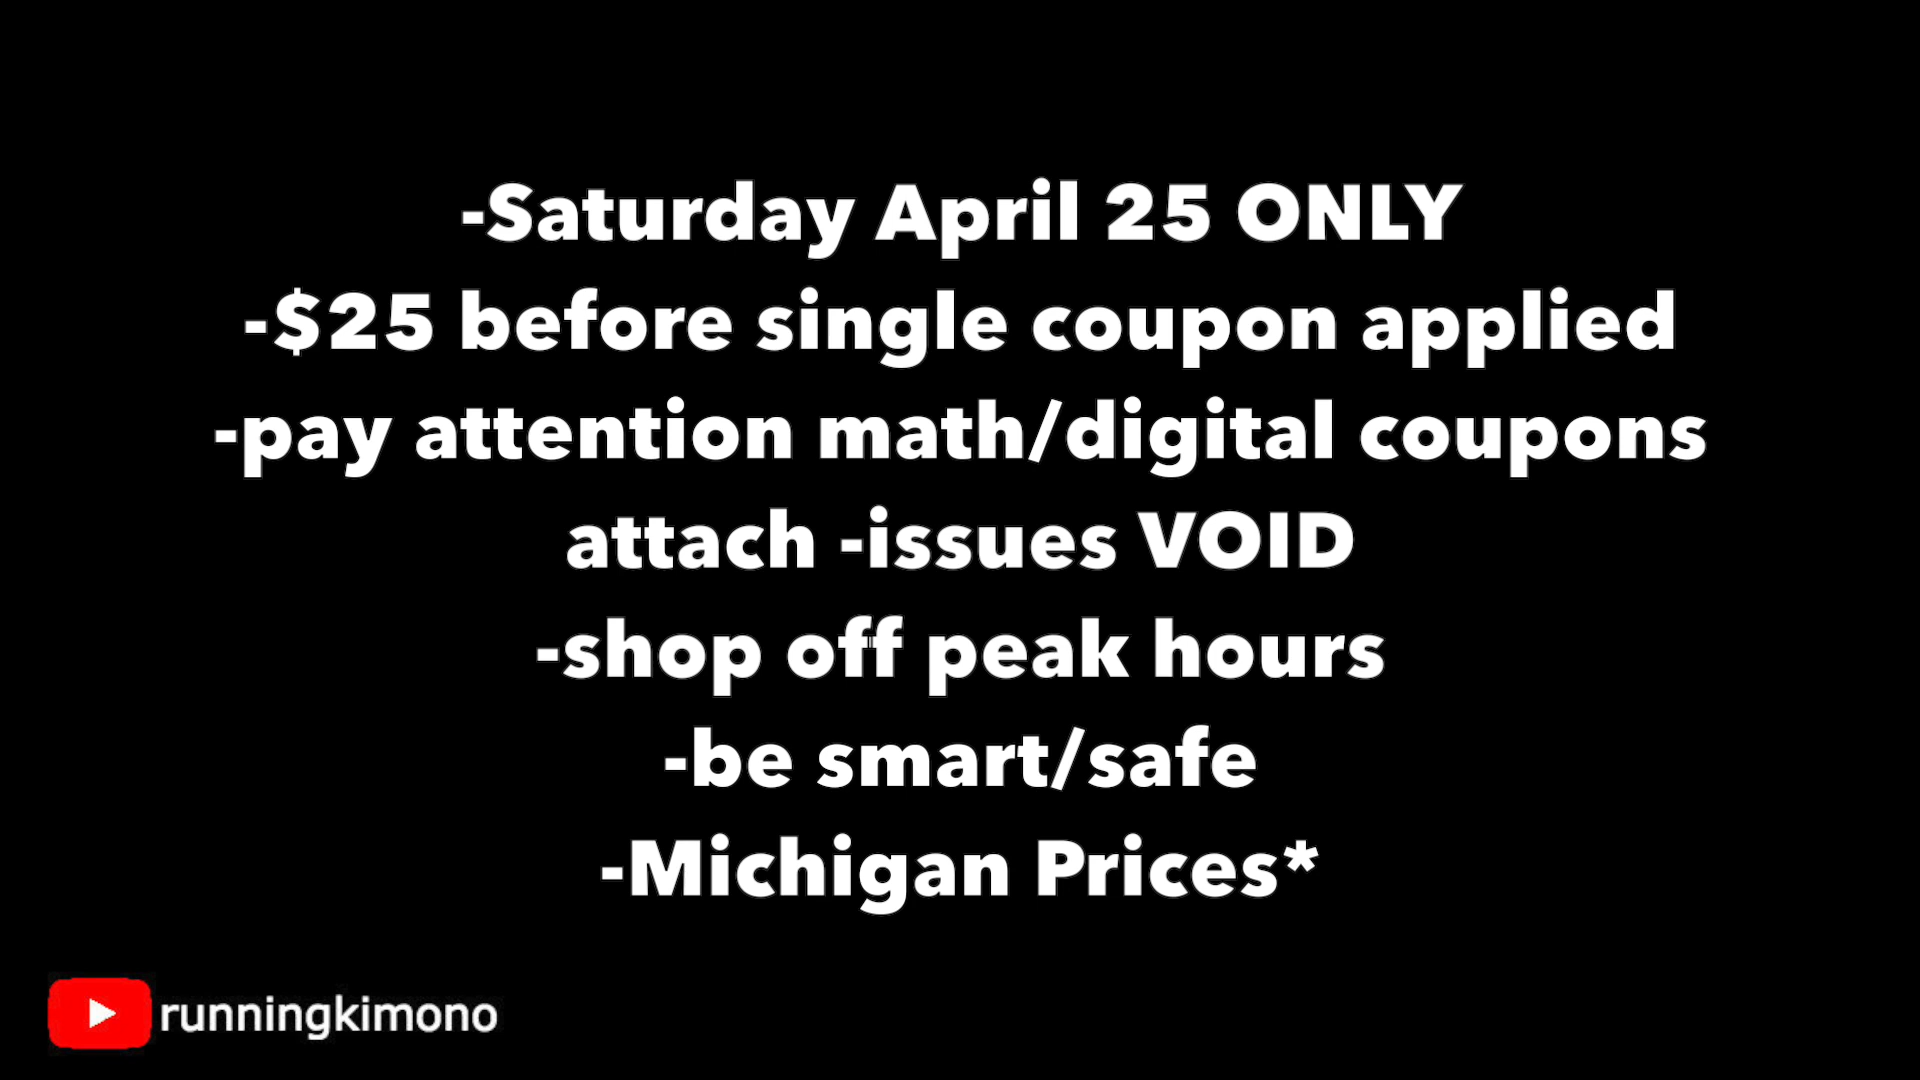 -Saturday April 25 ONLY
-$25 before single coupon applied
-pay attention math/digital coupons
attach -issues VOID
-shop off peak hours
-be smart/safe
-Michigan Prices*
runningkimono